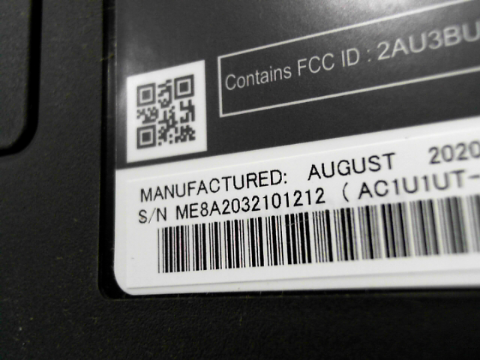 Contains FCC ID : 2AU3BU
MANUFACTURED: AUGUST 2020
S/N ME8A2032101212 ( AC1U1UT-